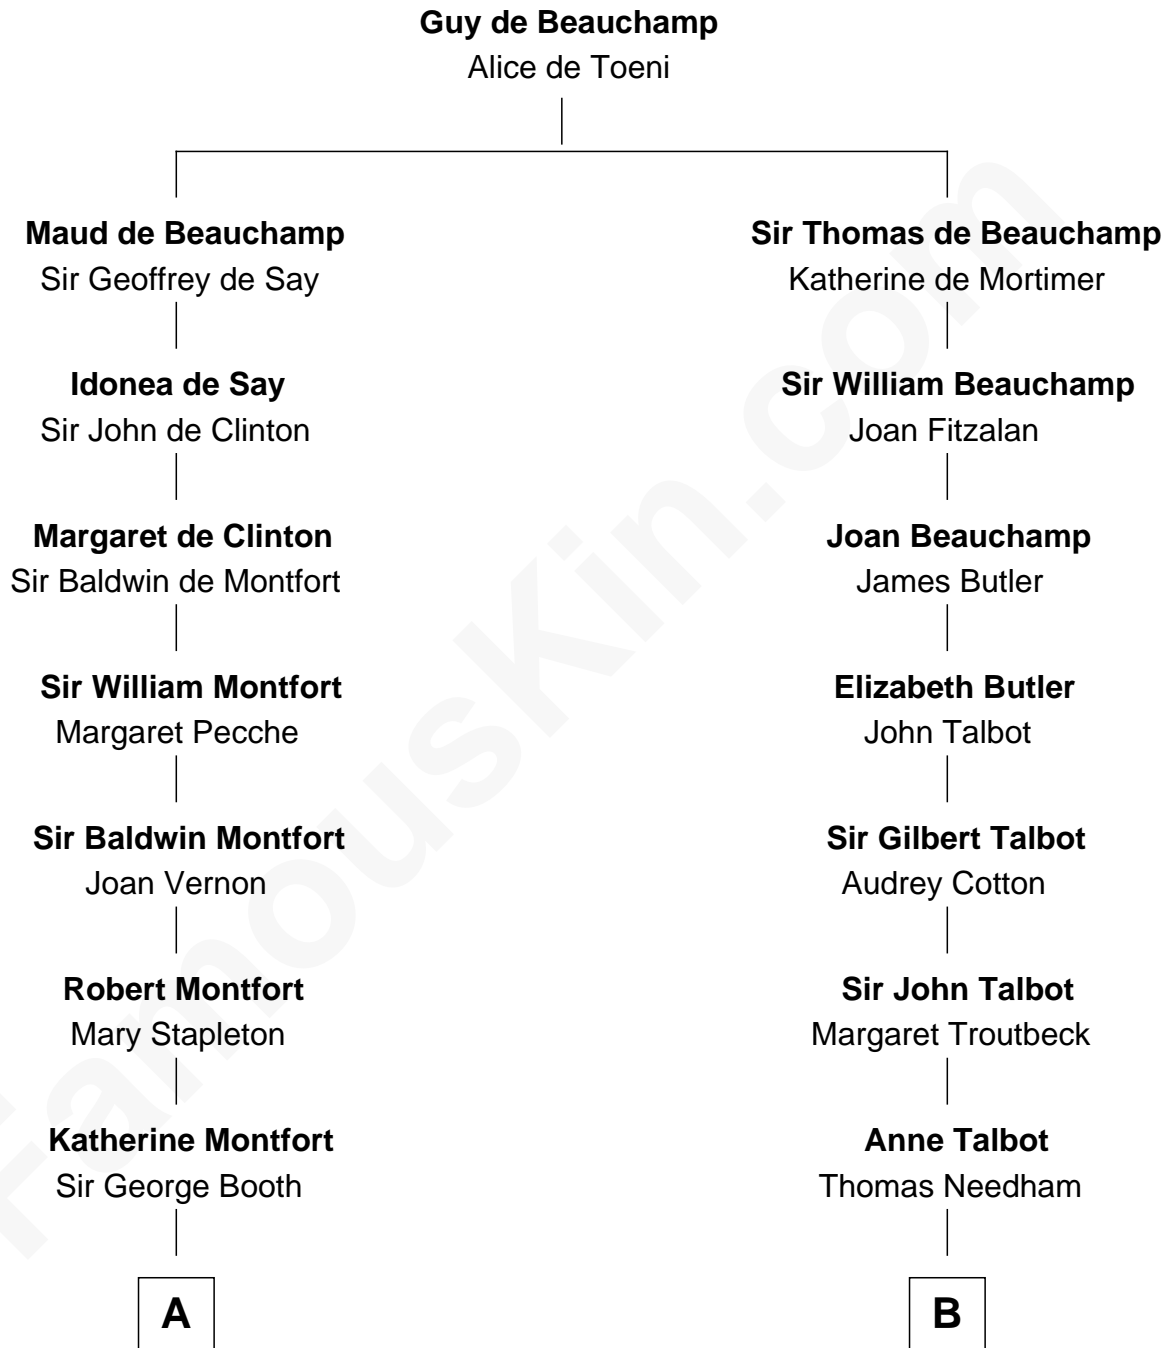 Guy de Beauchamp
Alice de Toeni
Maud de Beauchamp
Sir Geoffrey de Say
Sir Thomas de Beauchamp
Katherine de Mortimer
Idonea de Say
Sir John de Clinton
Sir William Beauchamp
Joan Fitzalan
Margaret de Clinton
Sir Baldwin de Montfort
Joan Beauchamp
James Butler
Sir William Montfort
Margaret Pecche
Elizabeth Butler
John Talbot
Sir Baldwin Montfort
Joan Vernon
Sir Gilbert Talbot
Audrey Cotton
Robert Montfort
Mary Stapleton
Sir John Talbot
Margaret Troutbeck
Katherine Montfort
Sir George Booth
Anne Talbot
Thomas Needham
A
B
FamousKin.com